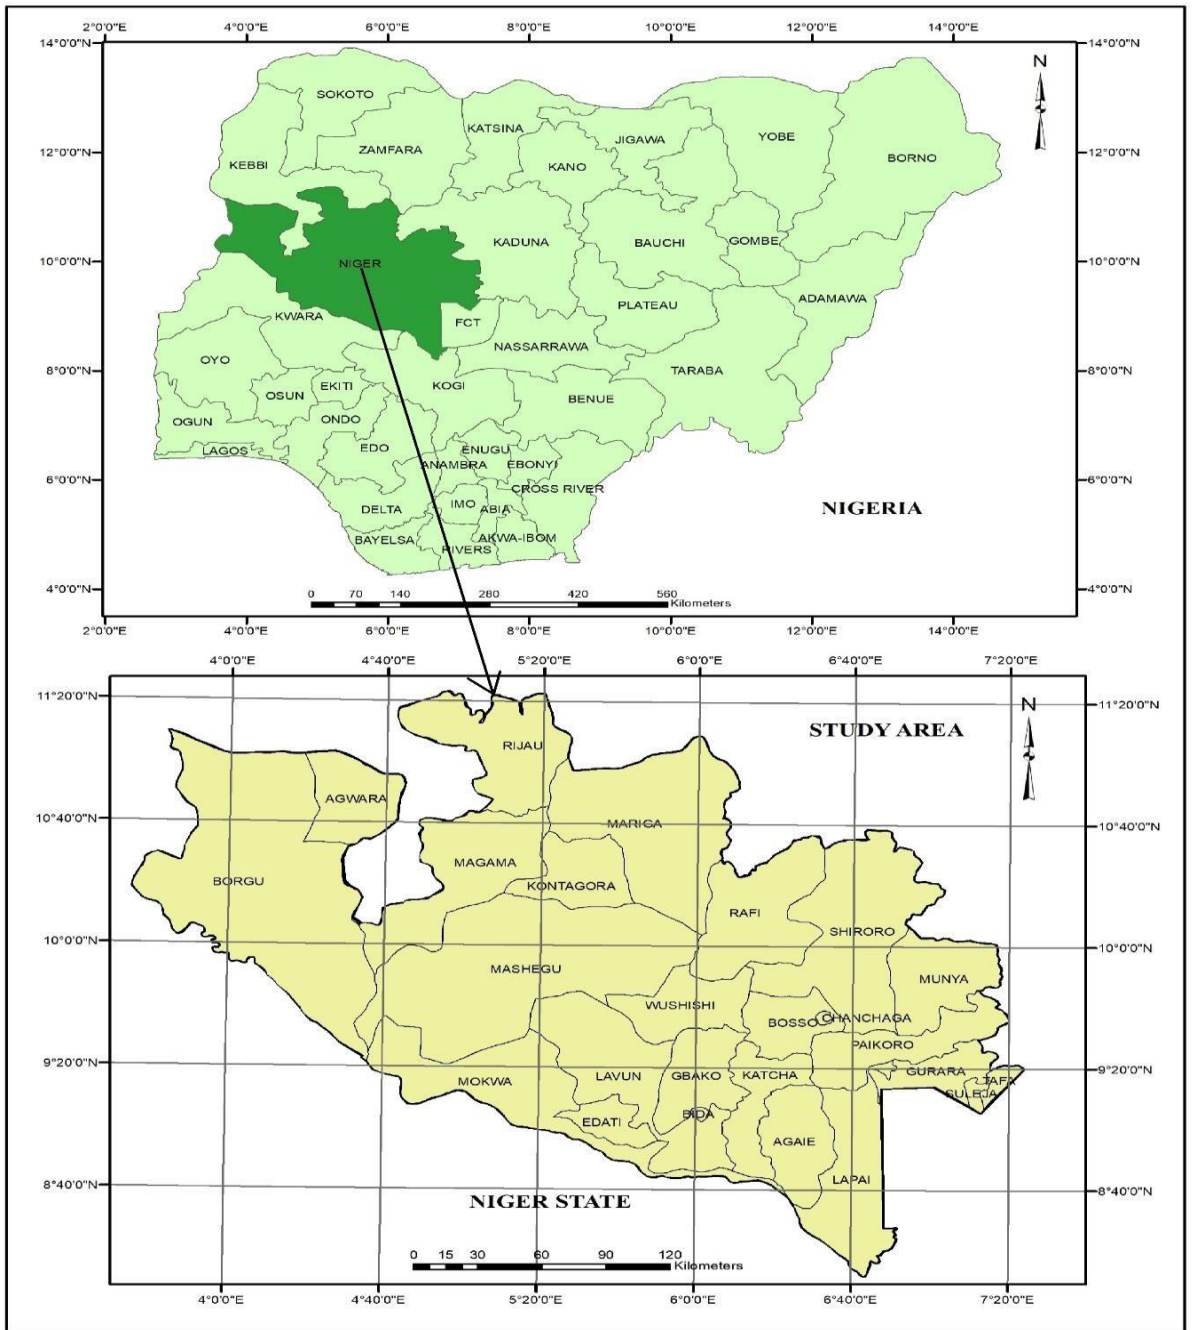 2°0'0"E 4°0'0"E 6°0'0"E 8°0'0"E 10°0'0"E 12°0'0"E 14°0'0"E
14°0'0"N 14°0'0"N
N
SOKOTO
KATSINA
JIGAWA
YOBE
ZAMFARA
12°0'0"N 12°0'0"N
KEBBI
KANO
BORNO
KADUNA
BAUCHI
GOMBE
10°0'0"N 10°0'0"N
NIGER
ADAMAWA
PLATEAU
KWARA
FCT
NASSARRAWA
OYO
TARABA
8°0'0"N 8°0'0"N
KOGI
EKITI
OSUN
BENUE
OGUN
ONDO
LAGOS
EDO
ENUGU
ANAMBRA
EBONYI
6°0'0"N 6°0'0"N
CROSS RIVER
DELTA
IMO
ABIA
NIGERIA
BAYELSA
AKWA-IBOM
RIVERS
4°0'0"N 4°0'0"N
0 70 140 280 420 560
Kilometers
2°0'0"E 4°0'0"E 6°0'0"E 8°0'0"E 10°0'0"E 12°0'0"E 14°0'0"E
4°0'0"E 4°40'0"E 5°20'0"E 6°0'0"E 6°40'0"E 7°20'0"E
11°20'0"N 11°20'0"N
N
STUDY AREA
RIJAU
AGWARA
10°40'0"N 10°40'0"N
MARIGA
MAGAMA
BORGU
KONTAGORA
RAFI
SHIRORO
10°0'0"N 10°0'0"N
MASHEGU
MUNYA
WUSHISHI
BOSSO
CHANCHAGA
PAIKORO
9°20'0"N 9°20'0"N
MOKWA
LAVUN
GBAKO
KATCHA
GURARA
TAFA
SULEJA
BIDA
EDATI
AGAIE
LAPAI
8°40'0"N 8°40'0"N
NIGER STATE
0 15 30 60 90 120
Kilometers
4°0'0"E 4°40'0"E 5°20'0"E 6°0'0"E 6°40'0"E 7°20'0"E